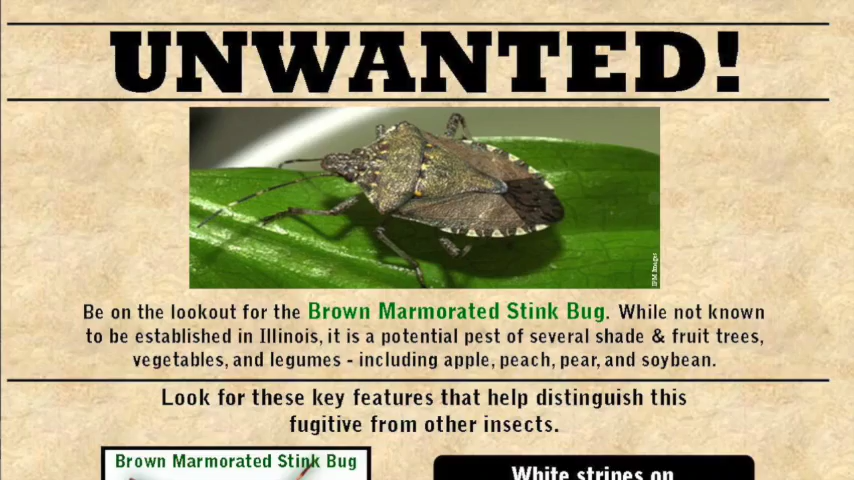 UNWANTED!
IPM Images
Be on the lookout for the Brown Marmorated Stink Bug. While not known
to be established in Illinois, it is a potential pest of several shade & fruit trees,
vegetables, and legumes - including apple, peach, pear, and soybean.
Look for these key features that help distinguish this
fugitive from other insects.
Brown Marmorated Stink Bug
White stripes on